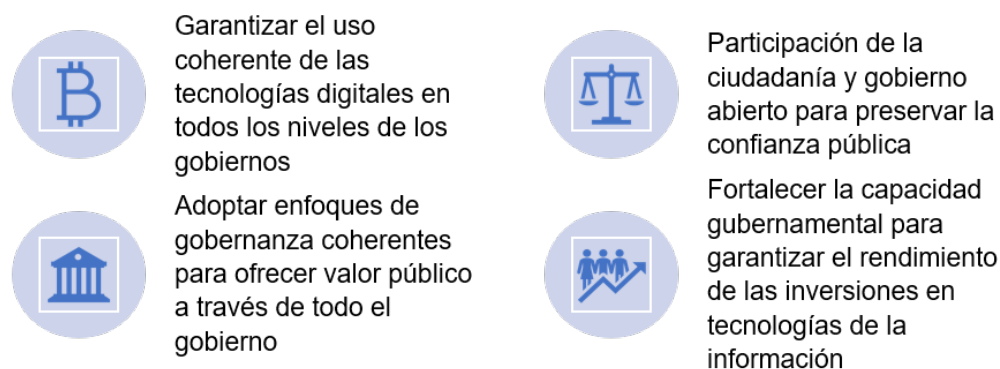 Garantizar el uso
coherente de las
tecnologías digitales en
todos los niveles de los
gobiernos
Participación de la
ciudadanía y gobierno
abierto para preservar la
confianza pública
Adoptar enfoques de
gobernanza coherentes
para ofrecer valor público
a través de todo el
gobierno
Fortalecer la capacidad
gubernamental para
garantizar el rendimiento
de las inversiones en
tecnologías de la
información